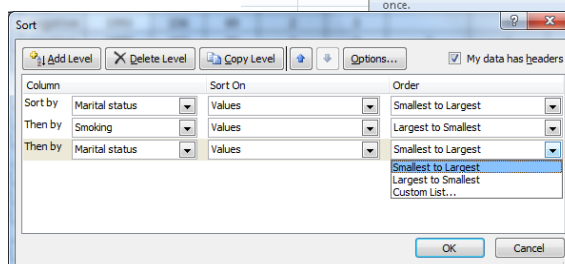 once.
Sort
Add Level Delete Level Copy Level Options... My data has headers
Column Sort On Order
Sort by Marital status Values Smallest to Largest
Then by Smoking Values Largest to Smallest
Then by Marital status Values Smallest to Largest
Smallest to Largest
Largest to Smallest
Custom List...
OK Cancel